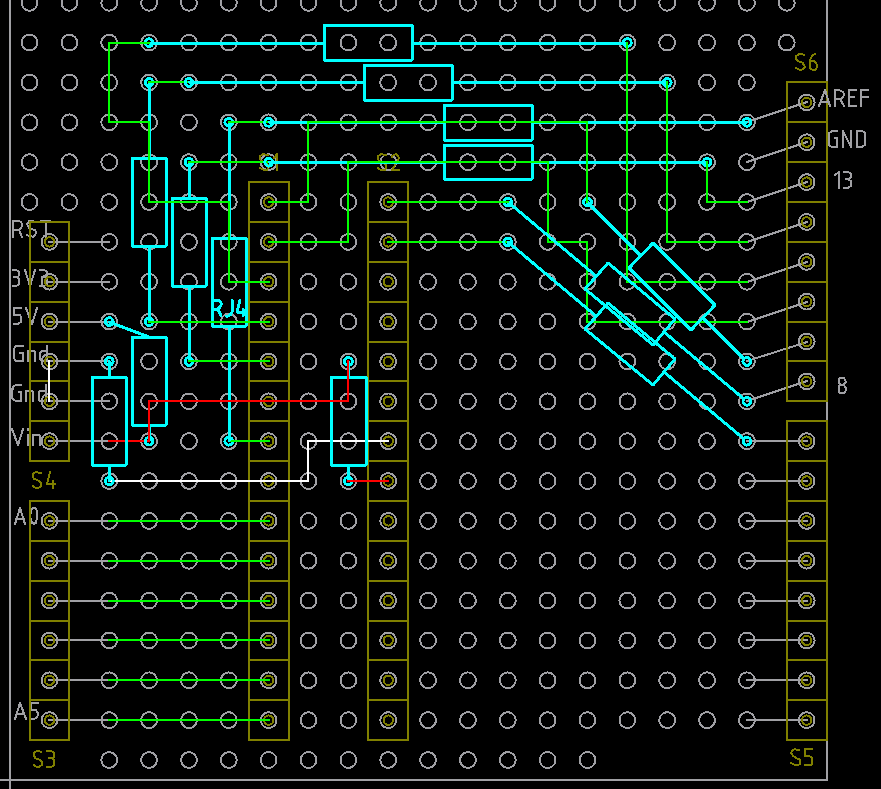 S6
AREF
GND
S1
S2
13
RST
3V3
RJ4
5V
Gnd
8
Gnd
Vin
S4
A0
A5
S3
S5